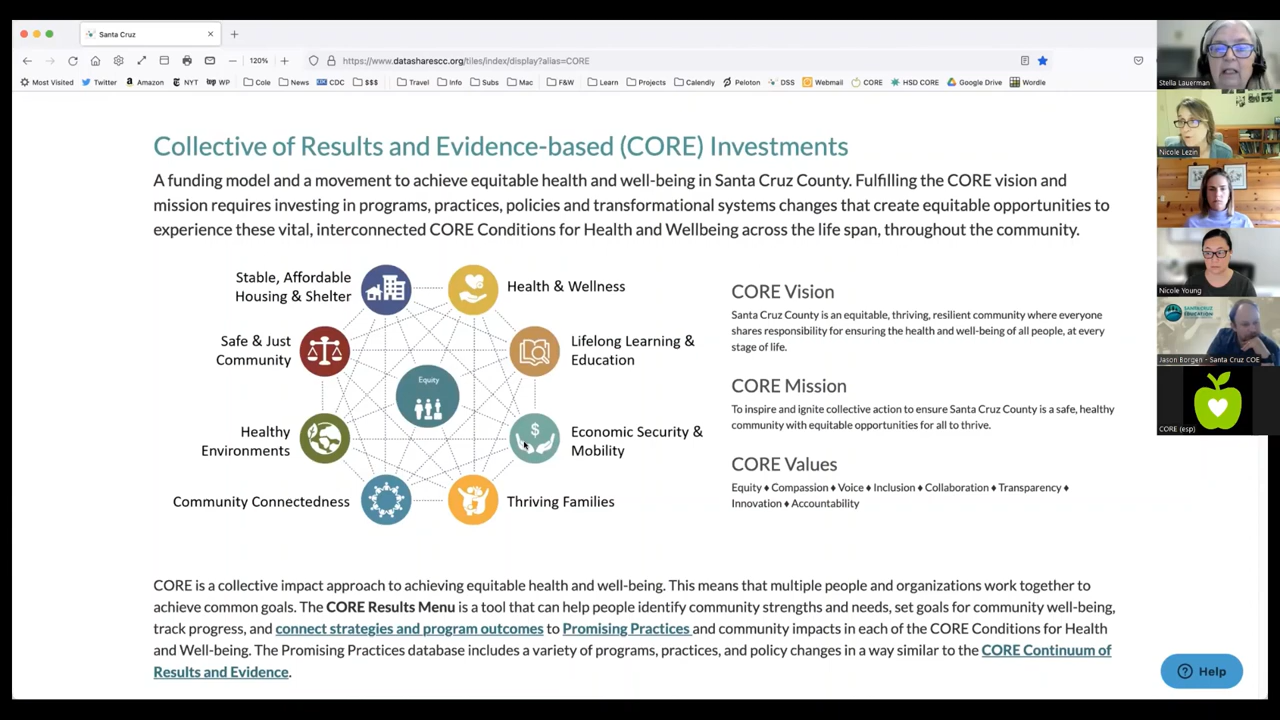 Santa Cruz
120%
https://www.datasharescc.org/tiles/index/display?alias=CORE
Most Visited Twitter Amazon NYT WP Cole News CDC $$$ Travel Info Subs Mac F&W Learn Projects Calendly Peloton DSS Webmail CORE HSD CORE Google Drive Wordle
Collective of Results and Evidence-based (CORE) Investments
A funding model and a movement to achieve equitable health and well-being in Santa Cruz County. Fulfilling the CORE vision and
mission requires investing in programs, practices, policies and transformational systems changes that create equitable opportunities to
experience these vital, interconnected CORE Conditions for Health and Wellbeing across the life span, throughout the community.
Stable, Affordable
Housing & Shelter
Health & Wellness
Safe & Just
Community
Lifelong Learning &
Education
Equity
Healthy
Environments
$
Economic Security &
Mobility
Community Connectedness
Thriving Families
CORE Vision
Santa Cruz County is an equitable, thriving, resilient community where everyone
shares responsibility for ensuring the health and well-being of all people, at every
stage of life.
CORE Mission
To inspire and ignite collective action to ensure Santa Cruz County is a safe, healthy
community with equitable opportunities for all to thrive.
CORE Values
Equity ♦ Compassion ♦ Voice ♦ Inclusion ♦ Collaboration ♦ Transparency ♦
Innovation ♦ Accountability
CORE is a collective impact approach to achieving equitable health and well-being. This means that multiple people and organizations work together to
achieve common goals. The CORE Results Menu is a tool that can help people identify community strengths and needs, set goals for community well-being,
track progress, and connect strategies and program outcomes to Promising Practices and community impacts in each of the CORE Conditions for Health
and Well-being. The Promising Practices database includes a variety of programs, practices, and policy changes in a way similar to the CORE Continuum of
Results and Evidence.
Help
Stella Lauerman
Nicole Lezin
Nicole Young
SANTA CRUZ
EDUCATION
Jason Borgen - Santa Cruz COE
CORE (esp)